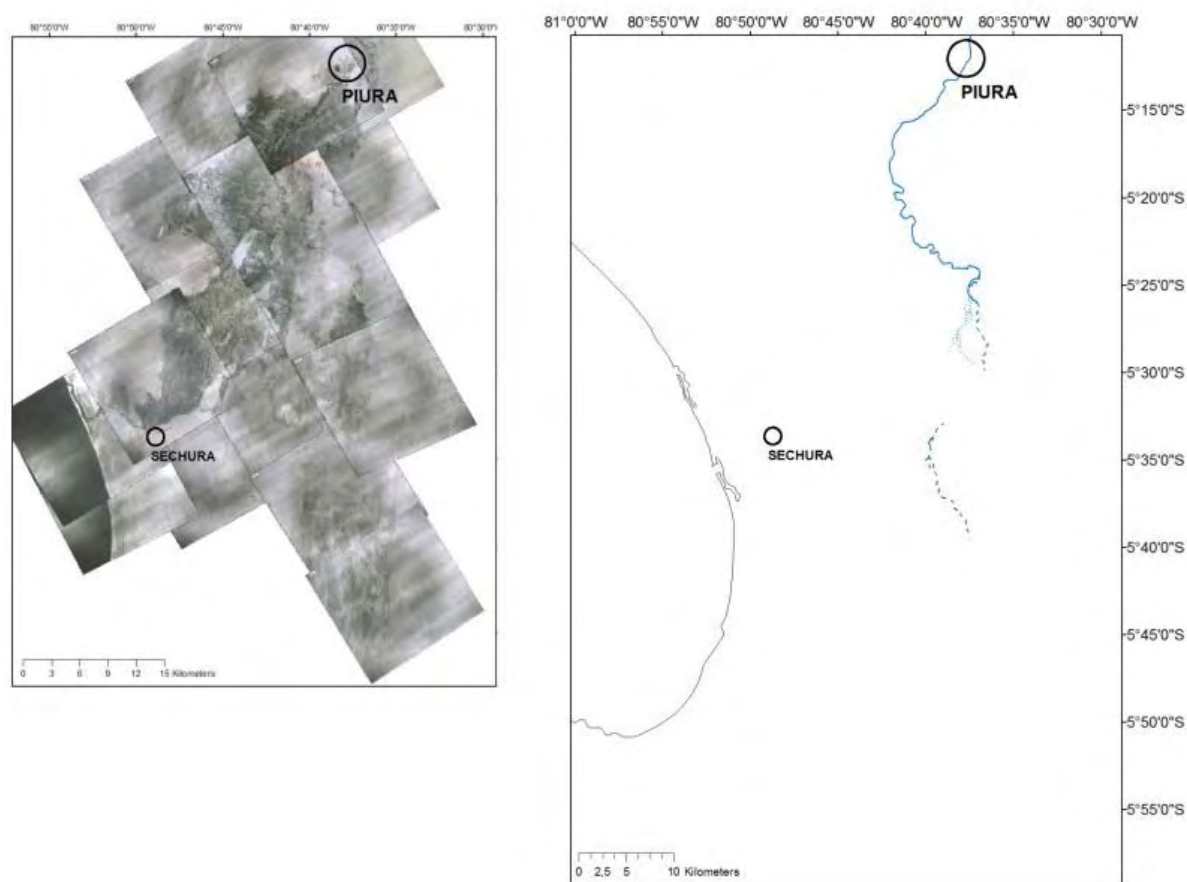 80°55'0"W 80°50'0"W 80°45'0"W 80°40'0"W 80°35'0"W 80°30'0"W
PIURA
SECHURA
0 3 6 9 12 15 Kilometers
81°0'0"W 80°55'0"W 80°50'0"W 80°45'0"W 80°40'0"W 80°35'0"W 80°30'0"W
PIURA
5°15'0"S
5°20'0"S
5°25'0"S
5°30'0"S
SECHURA
5°35'0"S
5°40'0"S
5°45'0"S
5°50'0"S
5°55'0"S
0 2,5 5 10 Kilometers